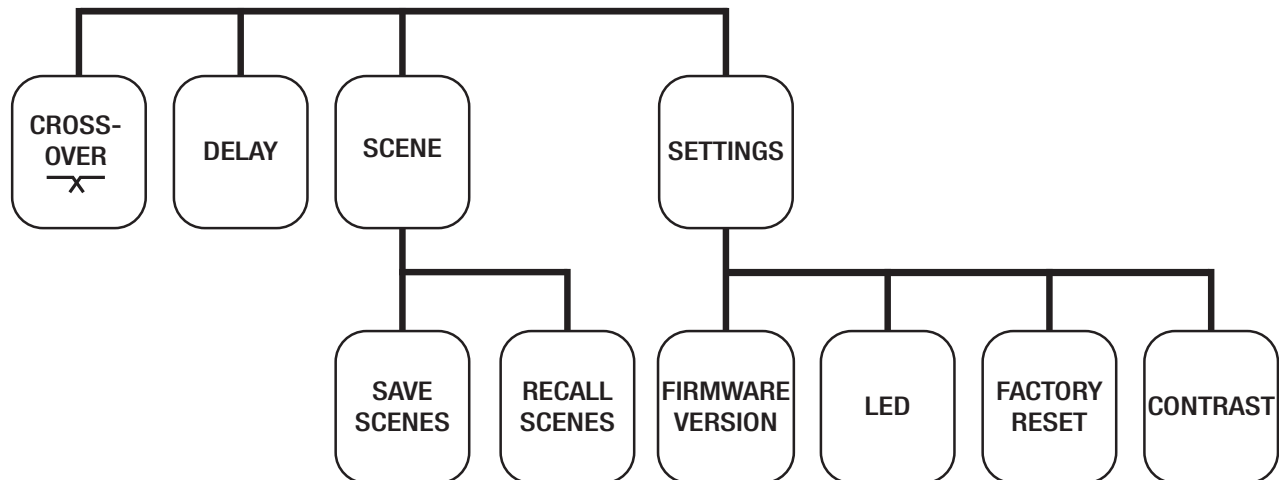 CROSS-
OVER
DELAY
SCENE
SETTINGS
SAVE
SCENES
RECALL
SCENES
FIRMWARE
VERSION
LED
FACTORY
RESET
CONTRAST